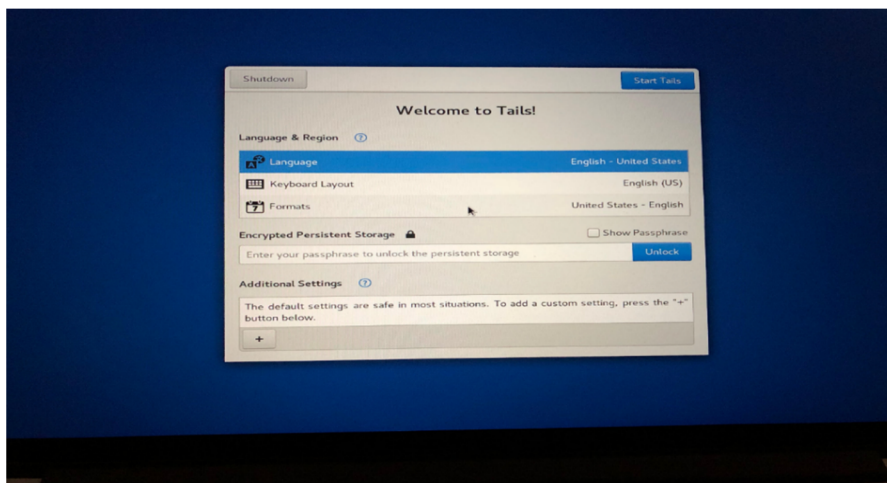 Shutdown
Start Tails
Welcome to Tails!
Language & Region
Language English - United States
Keyboard Layout English (US)
Formats United States - English
Encrypted Persistent Storage
Show Passphrase
Enter your passphrase to unlock the persistent storage
Unlock
Additional Settings
The default settings are safe in most situations. To add a custom setting, press the "+"
button below.
+